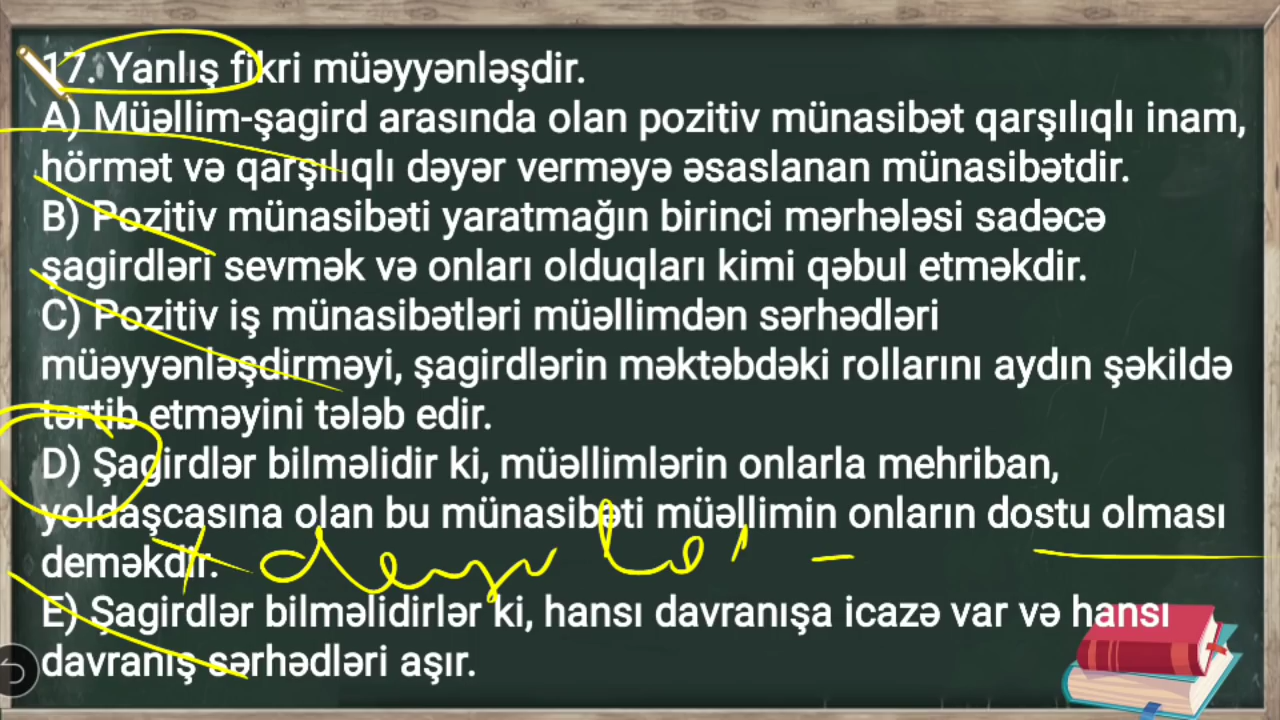 17. Yanlış fikri müəyyənləşdir.
A) Müəllim-şagird arasında olan pozitiv münasibət qarşılıqlı inam,
hörmət və qarşılıqlı dəyər verməyə əsaslanan münasibətdir.
B) Pozitiv münasibəti yaratmağın birinci mərhələsi sadəcə
şagirdləri sevmək və onları olduqları kimi qəbul etməkdir.
C) Pozitiv iş münasibətləri müəllimdən sərhədləri
müəyyənləşdirməyi, şagirdlərin məktəbdəki rollarını aydın şəkildə
tərtib etməyini tələb edir.
D) Şagirdlər bilməlidir ki, müəllimlərin onlarla mehriban,
yoldaşcasına olan bu münasibəti müəllimin onların dostu olması
deməkdir.
E) Şagirdlər bilməlidirlər ki, hansı davranışa icazə var və hansı
davranış sərhədləri aşır.